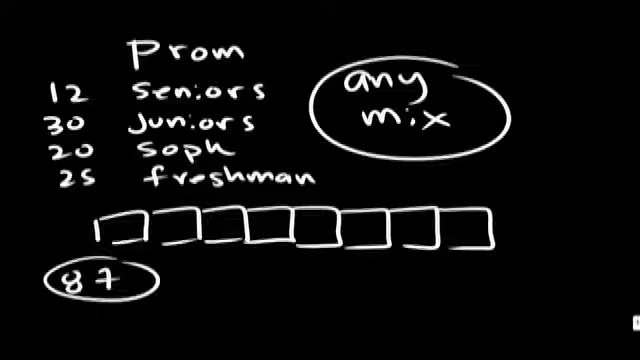 Prom
12 Seniors
30 Juniors
20 Soph
25 freshman
any
mix
87